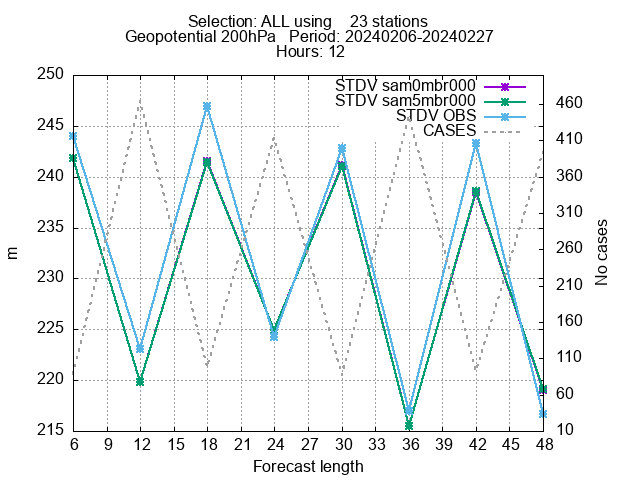 Selection: ALL using    23 stations
Geopotential 200hPa   Period: 20240206-20240227
Hours: 12
STDV sam0mbr000
STDV sam5mbr000
STDV OBS
CASES
250
245
240
235
230
225
220
215
m
460
410
360
310
260
210
160
110
60
10
No cases
6 9 12 15 18 21 24 27 30 33 36 39 42 45 48
Forecast length